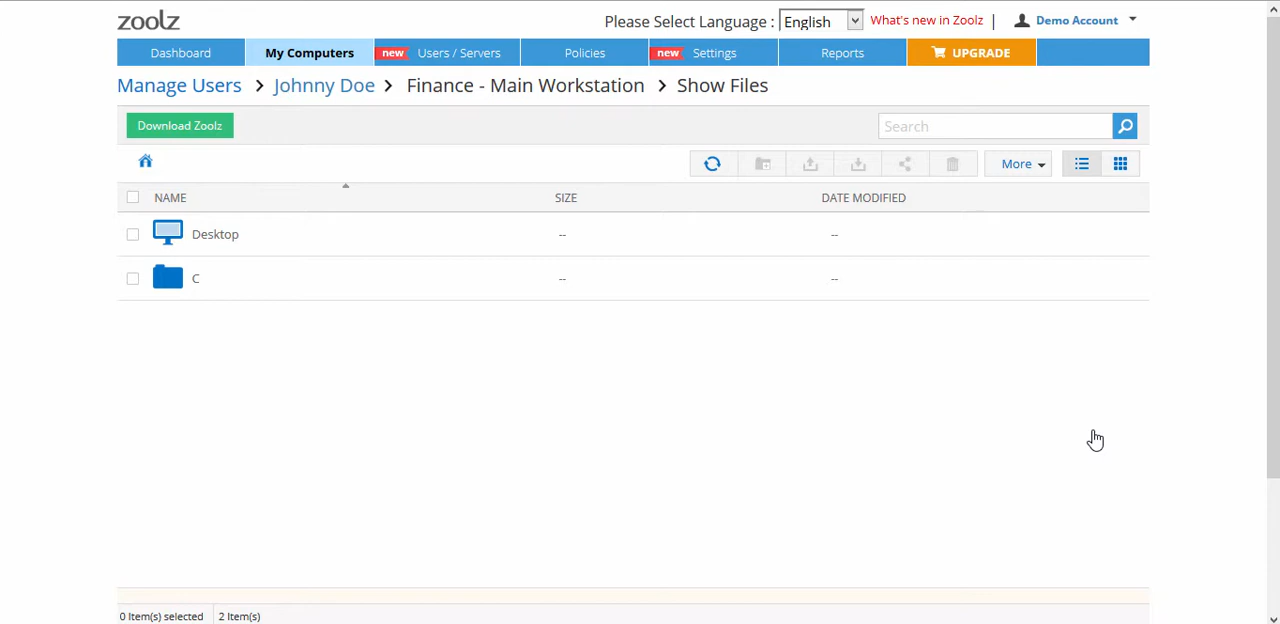 zoolz Please Select Language : English What's new in Zoolz | Demo Account
Dashboard My Computers new Users / Servers Policies new Settings Reports UPGRADE
Manage Users > Johnny Doe > Finance - Main Workstation > Show Files
Download Zoolz Search
More
NAME SIZE DATE MODIFIED
Desktop -- --
C -- --
0 Item(s) selected 2 Item(s)